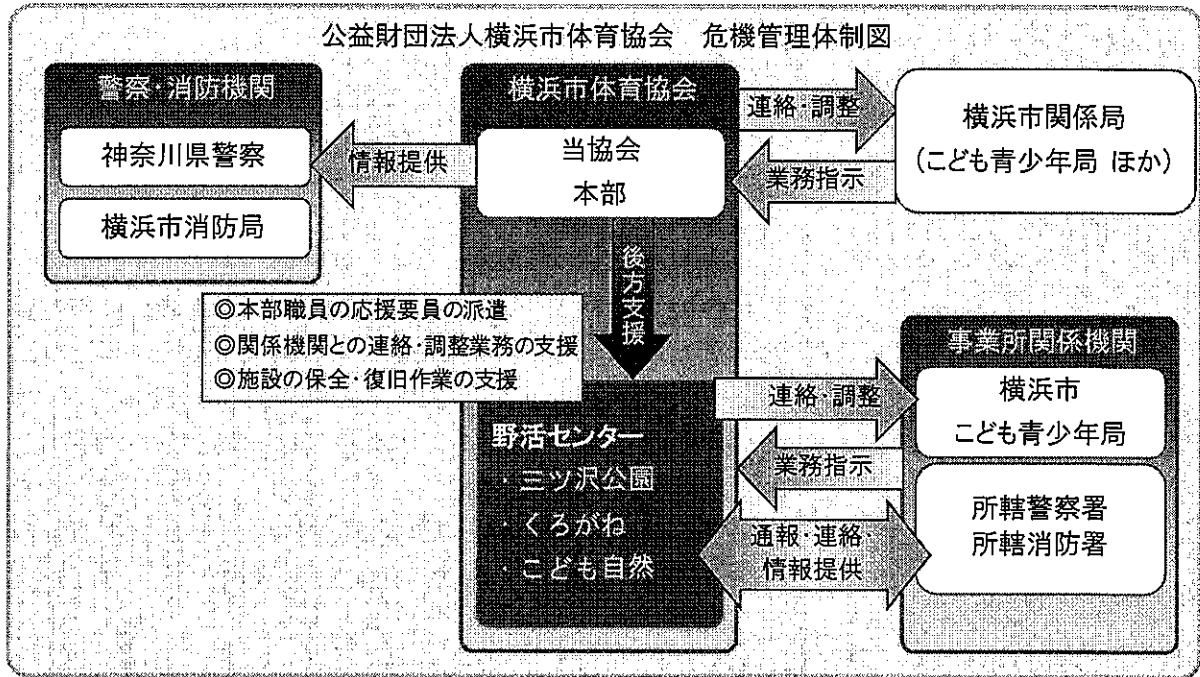 公益財団法人横浜市体育協会　危機管理体制図
警察・消防機関
神奈川県警察
横浜市消防局
情報提供
横浜市体育協会
当協会
本部
連絡・調整
業務指示
横浜市関係局
(こども青少年局 ほか)
後方支援
◎本部職員の応援要員の派遣
◎関係機関との連絡・調整業務の支援
◎施設の保全・復旧作業の支援
野活センター
・三ツ沢公園
・くろがね
・こども自然
連絡・調整
業務指示
通報・連絡・
情報提供
事業所関係機関
横浜市
こども青少年局
所轄警察署
所轄消防署